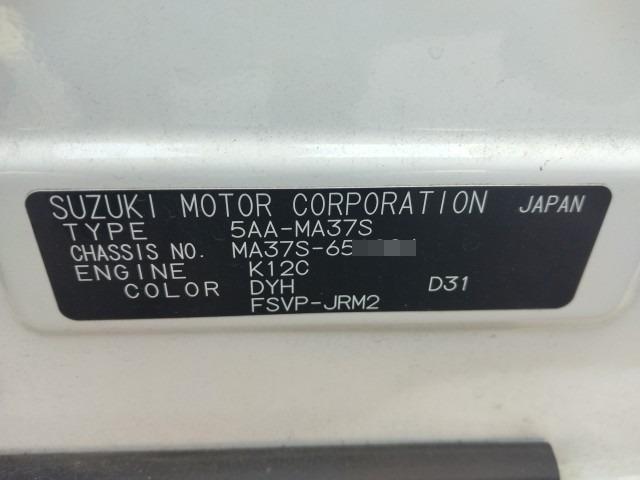 SUZUKI MOTOR CORPORATION JAPAN
TYPE 5AA-MA37S
CHASSIS NO. MA37S-65
ENGINE K12C
COLOR DYH D31
FSVP-JRM2